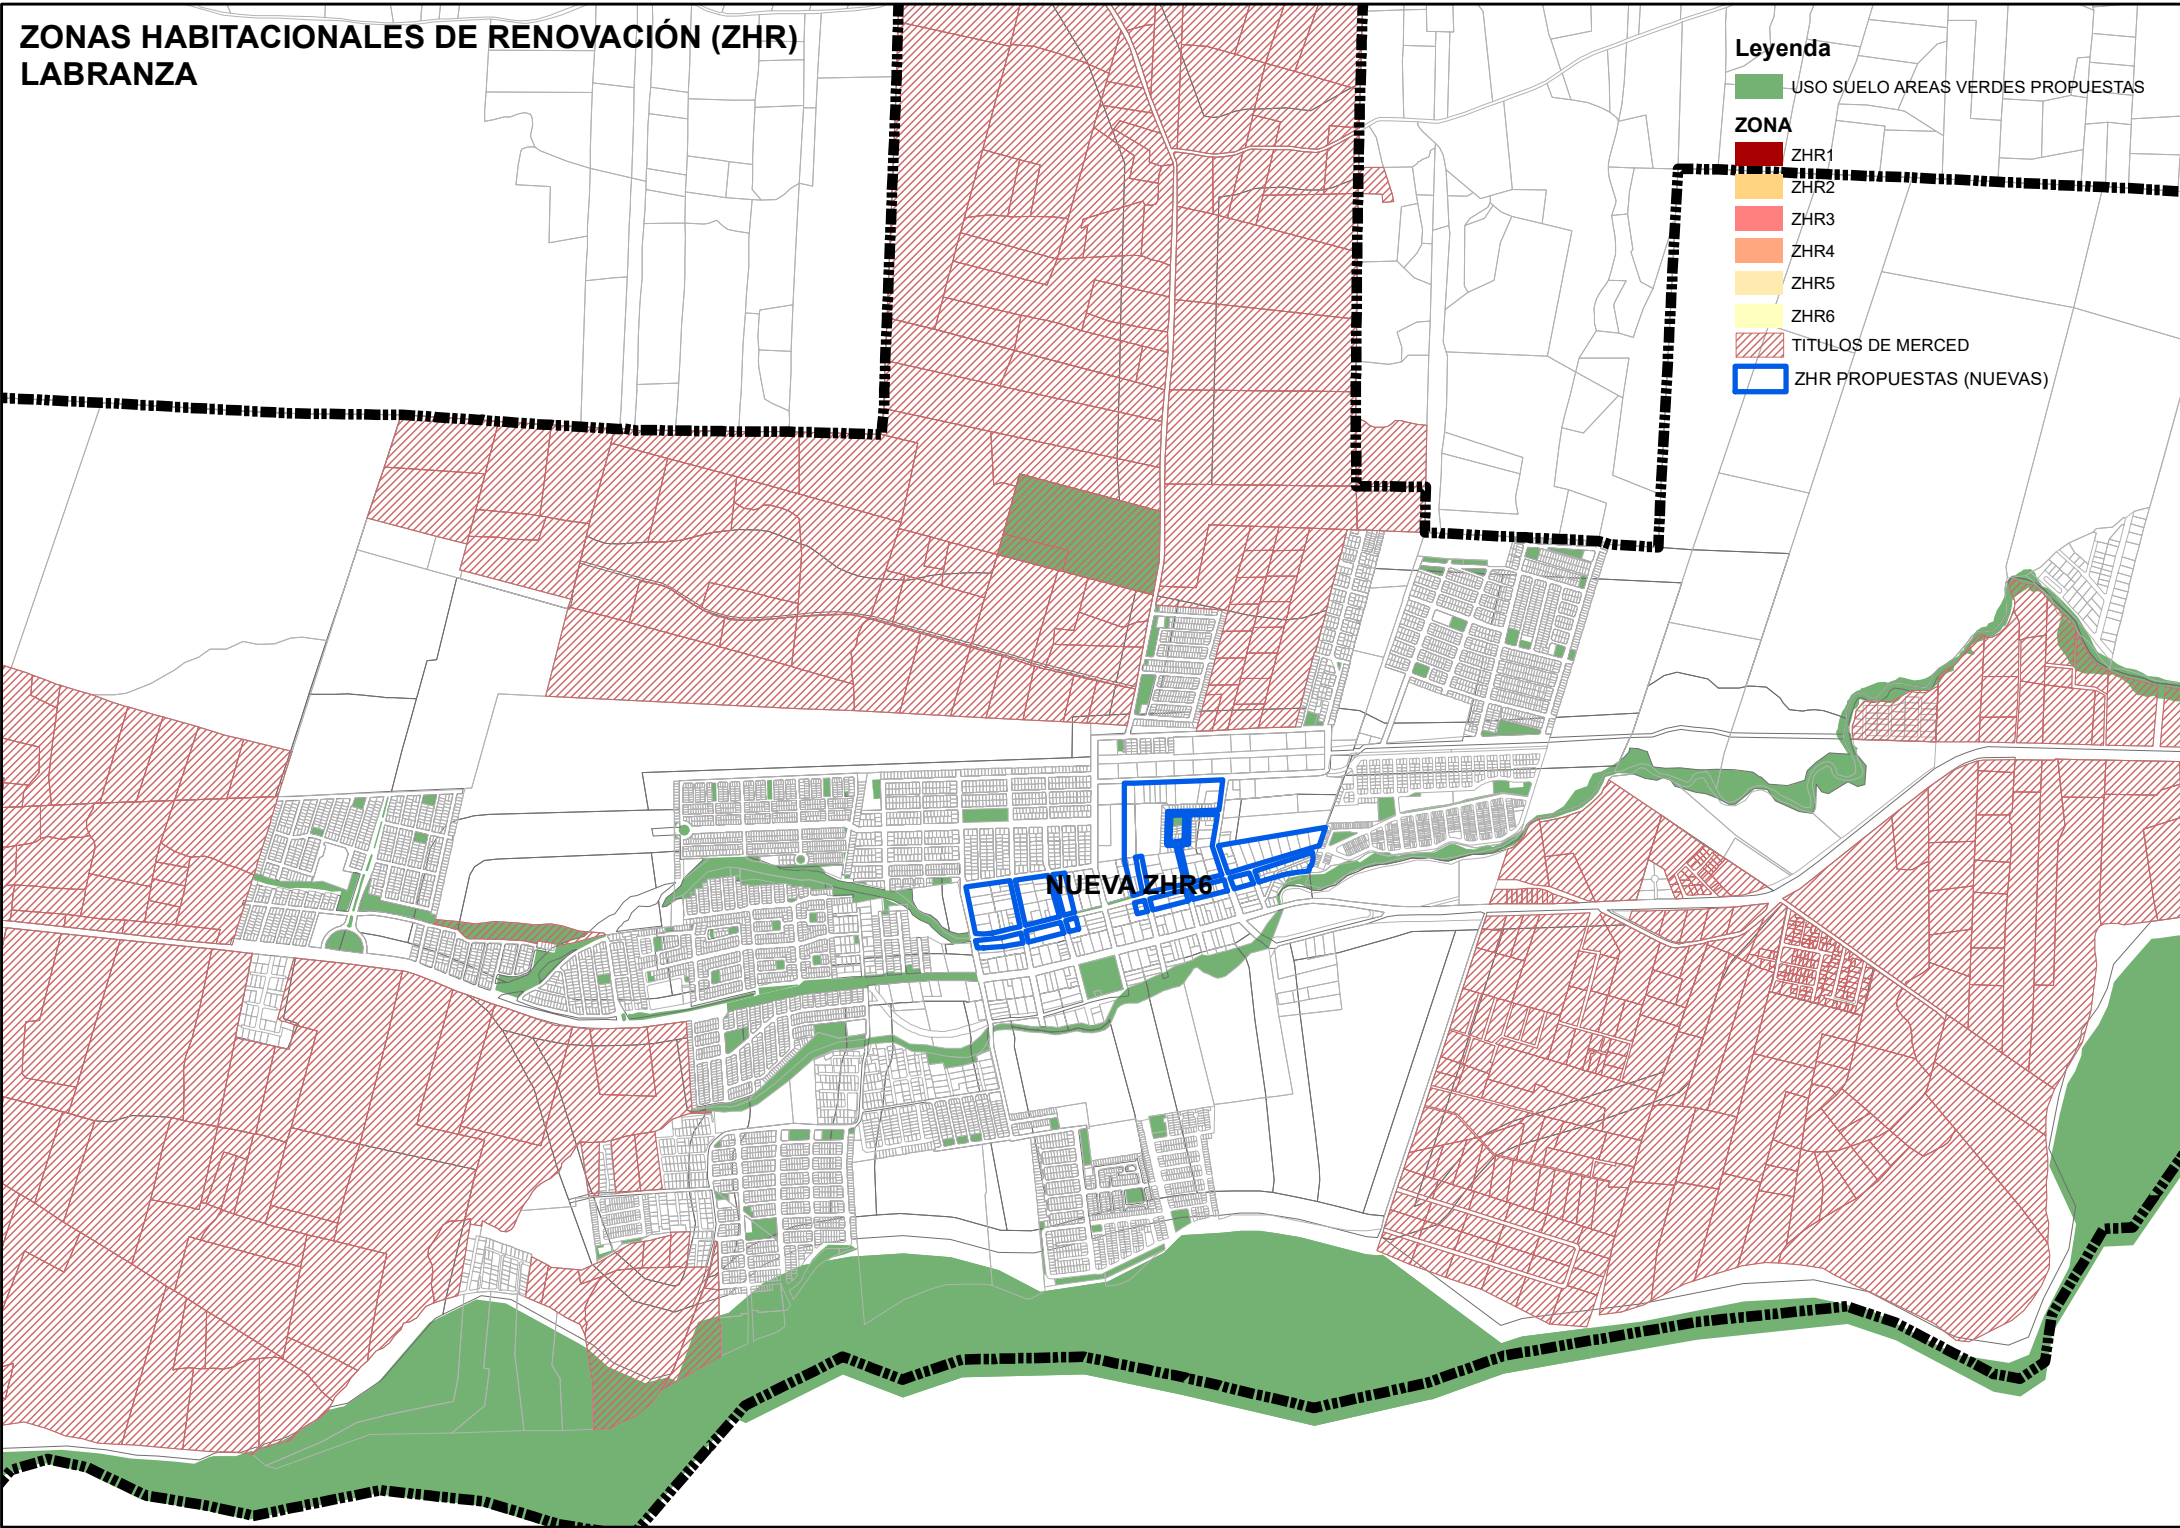 ZONAS HABITACIONALES DE RENOVACIÓN (ZHR)
LABRANZA
Leyenda
USO SUELO AREAS VERDES PROPUESTAS
ZONA
ZHR1
ZHR2
ZHR3
ZHR4
ZHR5
ZHR6
TITULOS DE MERCED
ZHR PROPUESTAS (NUEVAS)
NUEVA ZHR6